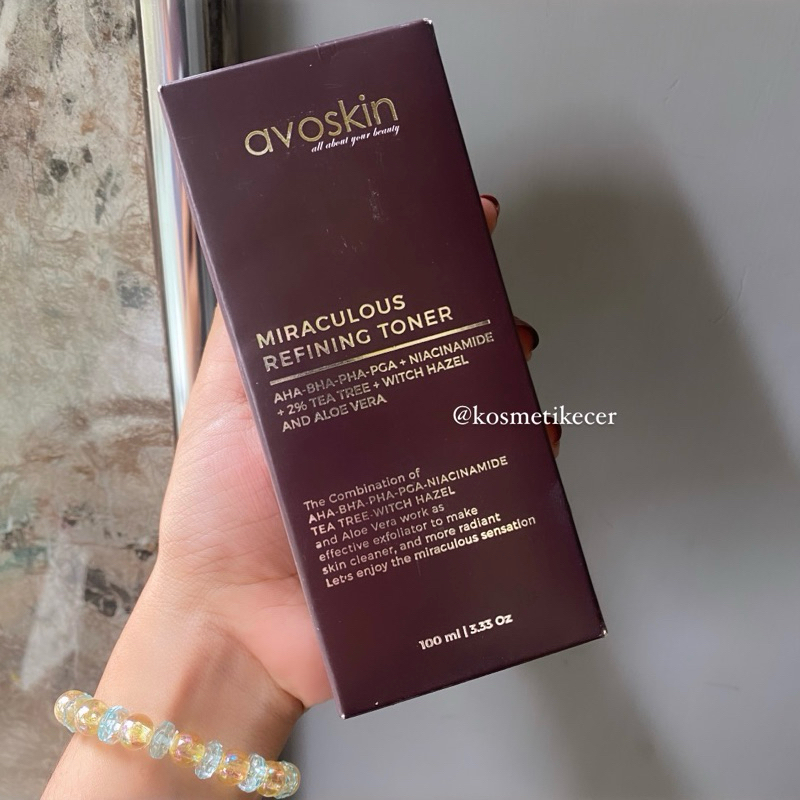 avoskin
all about your beauty
MIRACULOUS
REFINING TONER
AHA-BHA-PHA-PGA + NIACINAMIDE
+ 2% TEA TREE + WITCH HAZEL
AND ALOE VERA
@kosmetikecer
The Combination of
AHA-BHA-PHA-PGA-NIACINAMIDE
TEA TREE-WITCH HAZEL
and Aloe Vera work as
effective exfoliator to make
skin cleaner, and more radiant
Let's enjoy the miraculous sensation
100 ml | 3.33 Oz